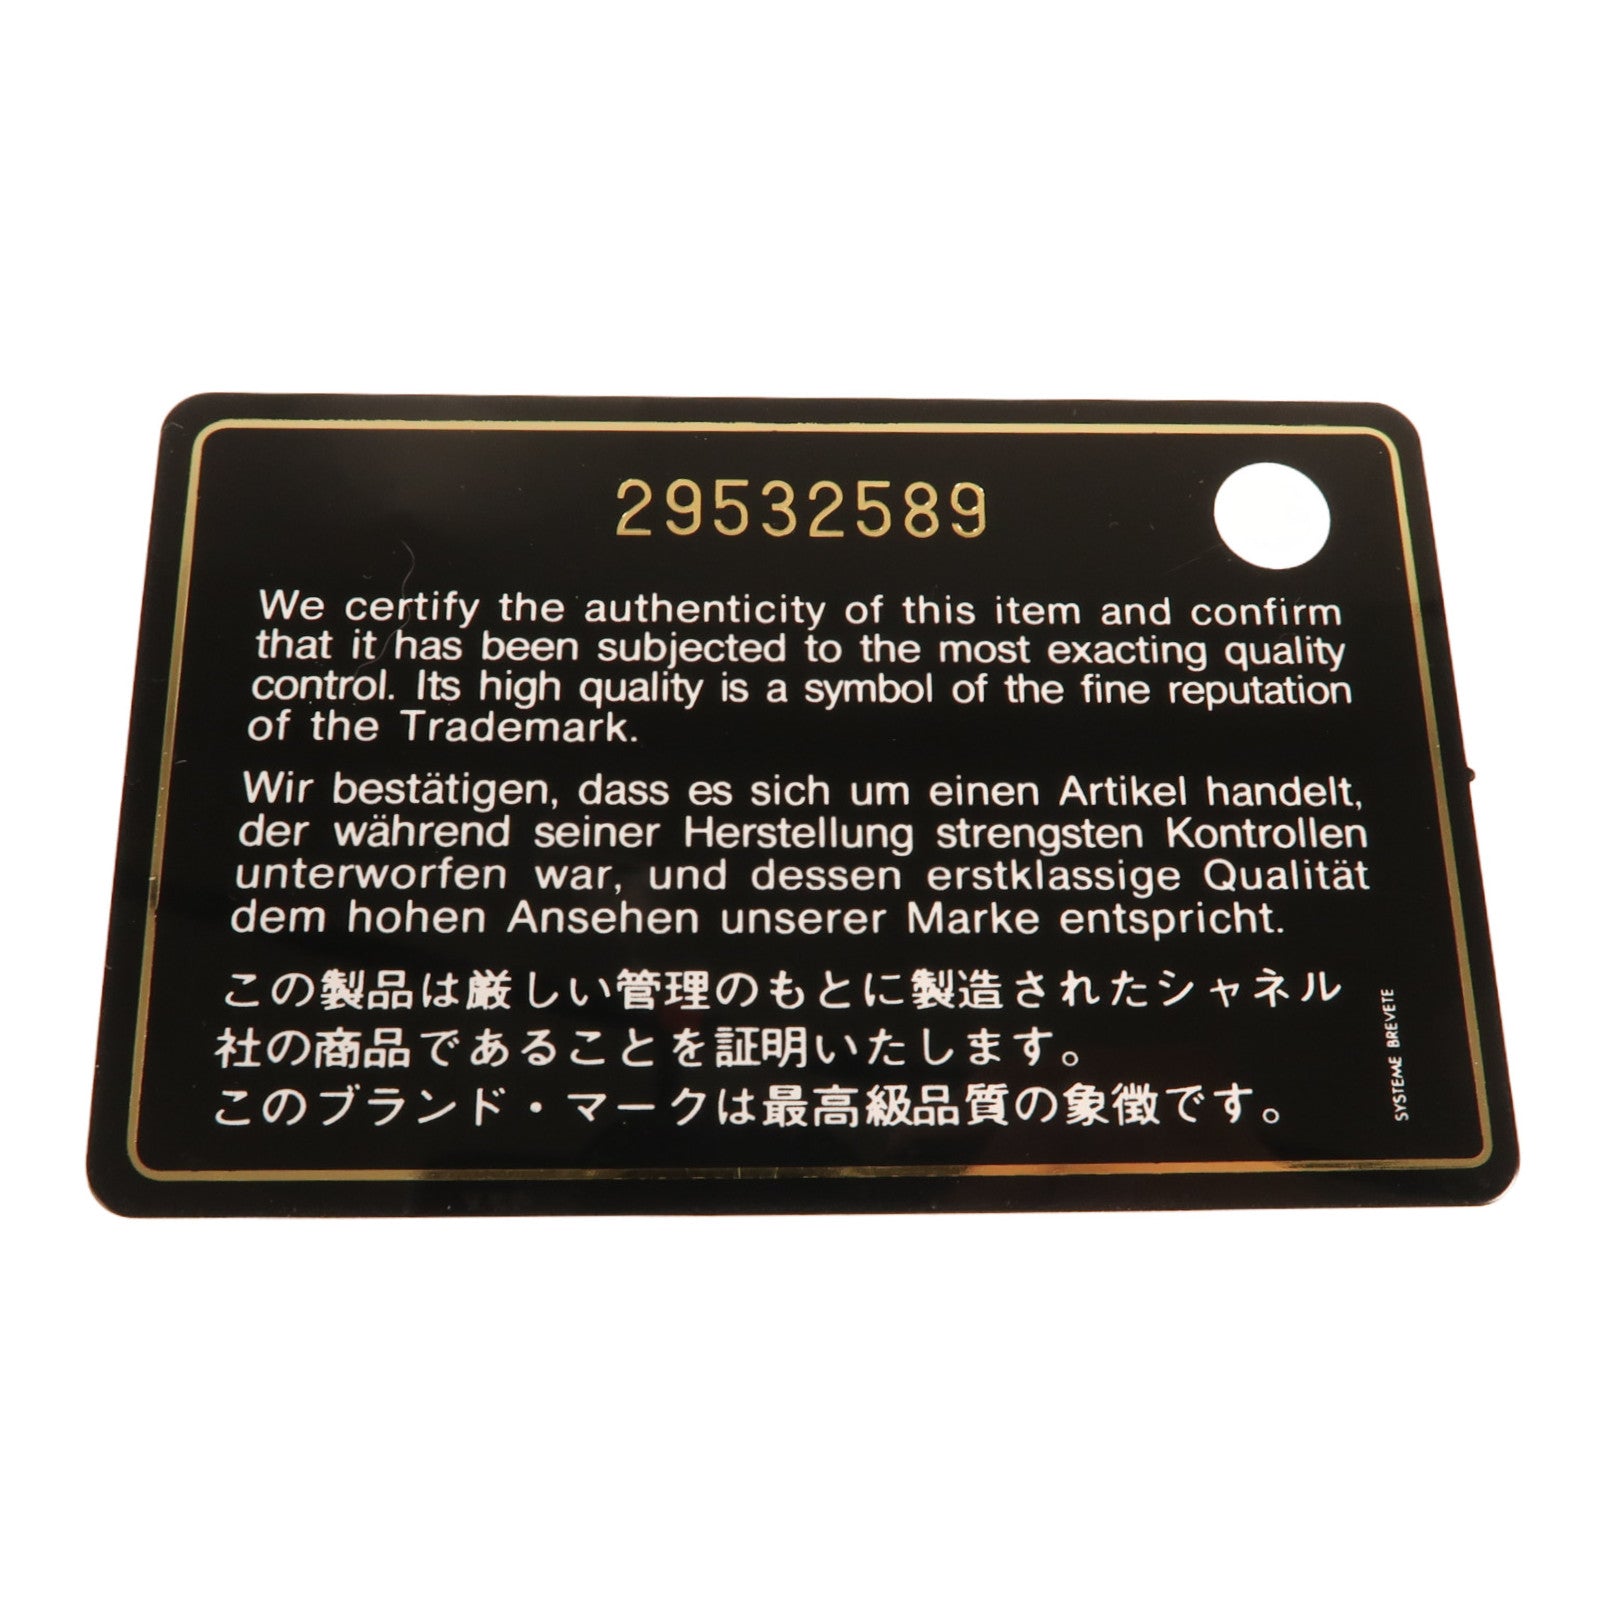 29532589
We certify the authenticity of this item and confirm
that it has been subjected to the most exacting quality
control. Its high quality is a symbol of the fine reputation
of the Trademark.
Wir bestätigen, dass es sich um einen Artikel handelt,
der während seiner Herstellung strengsten Kontrollen
unterworfen war, und dessen erstklassige Qualität
dem hohen Ansehen unserer Marke entspricht.
この製品は厳しい管理のもとに製造されたシャネル
社の商品であることを証明いたします。
このブランド・マークは最高級品質の象徴です。
SYSTEME BREVETE